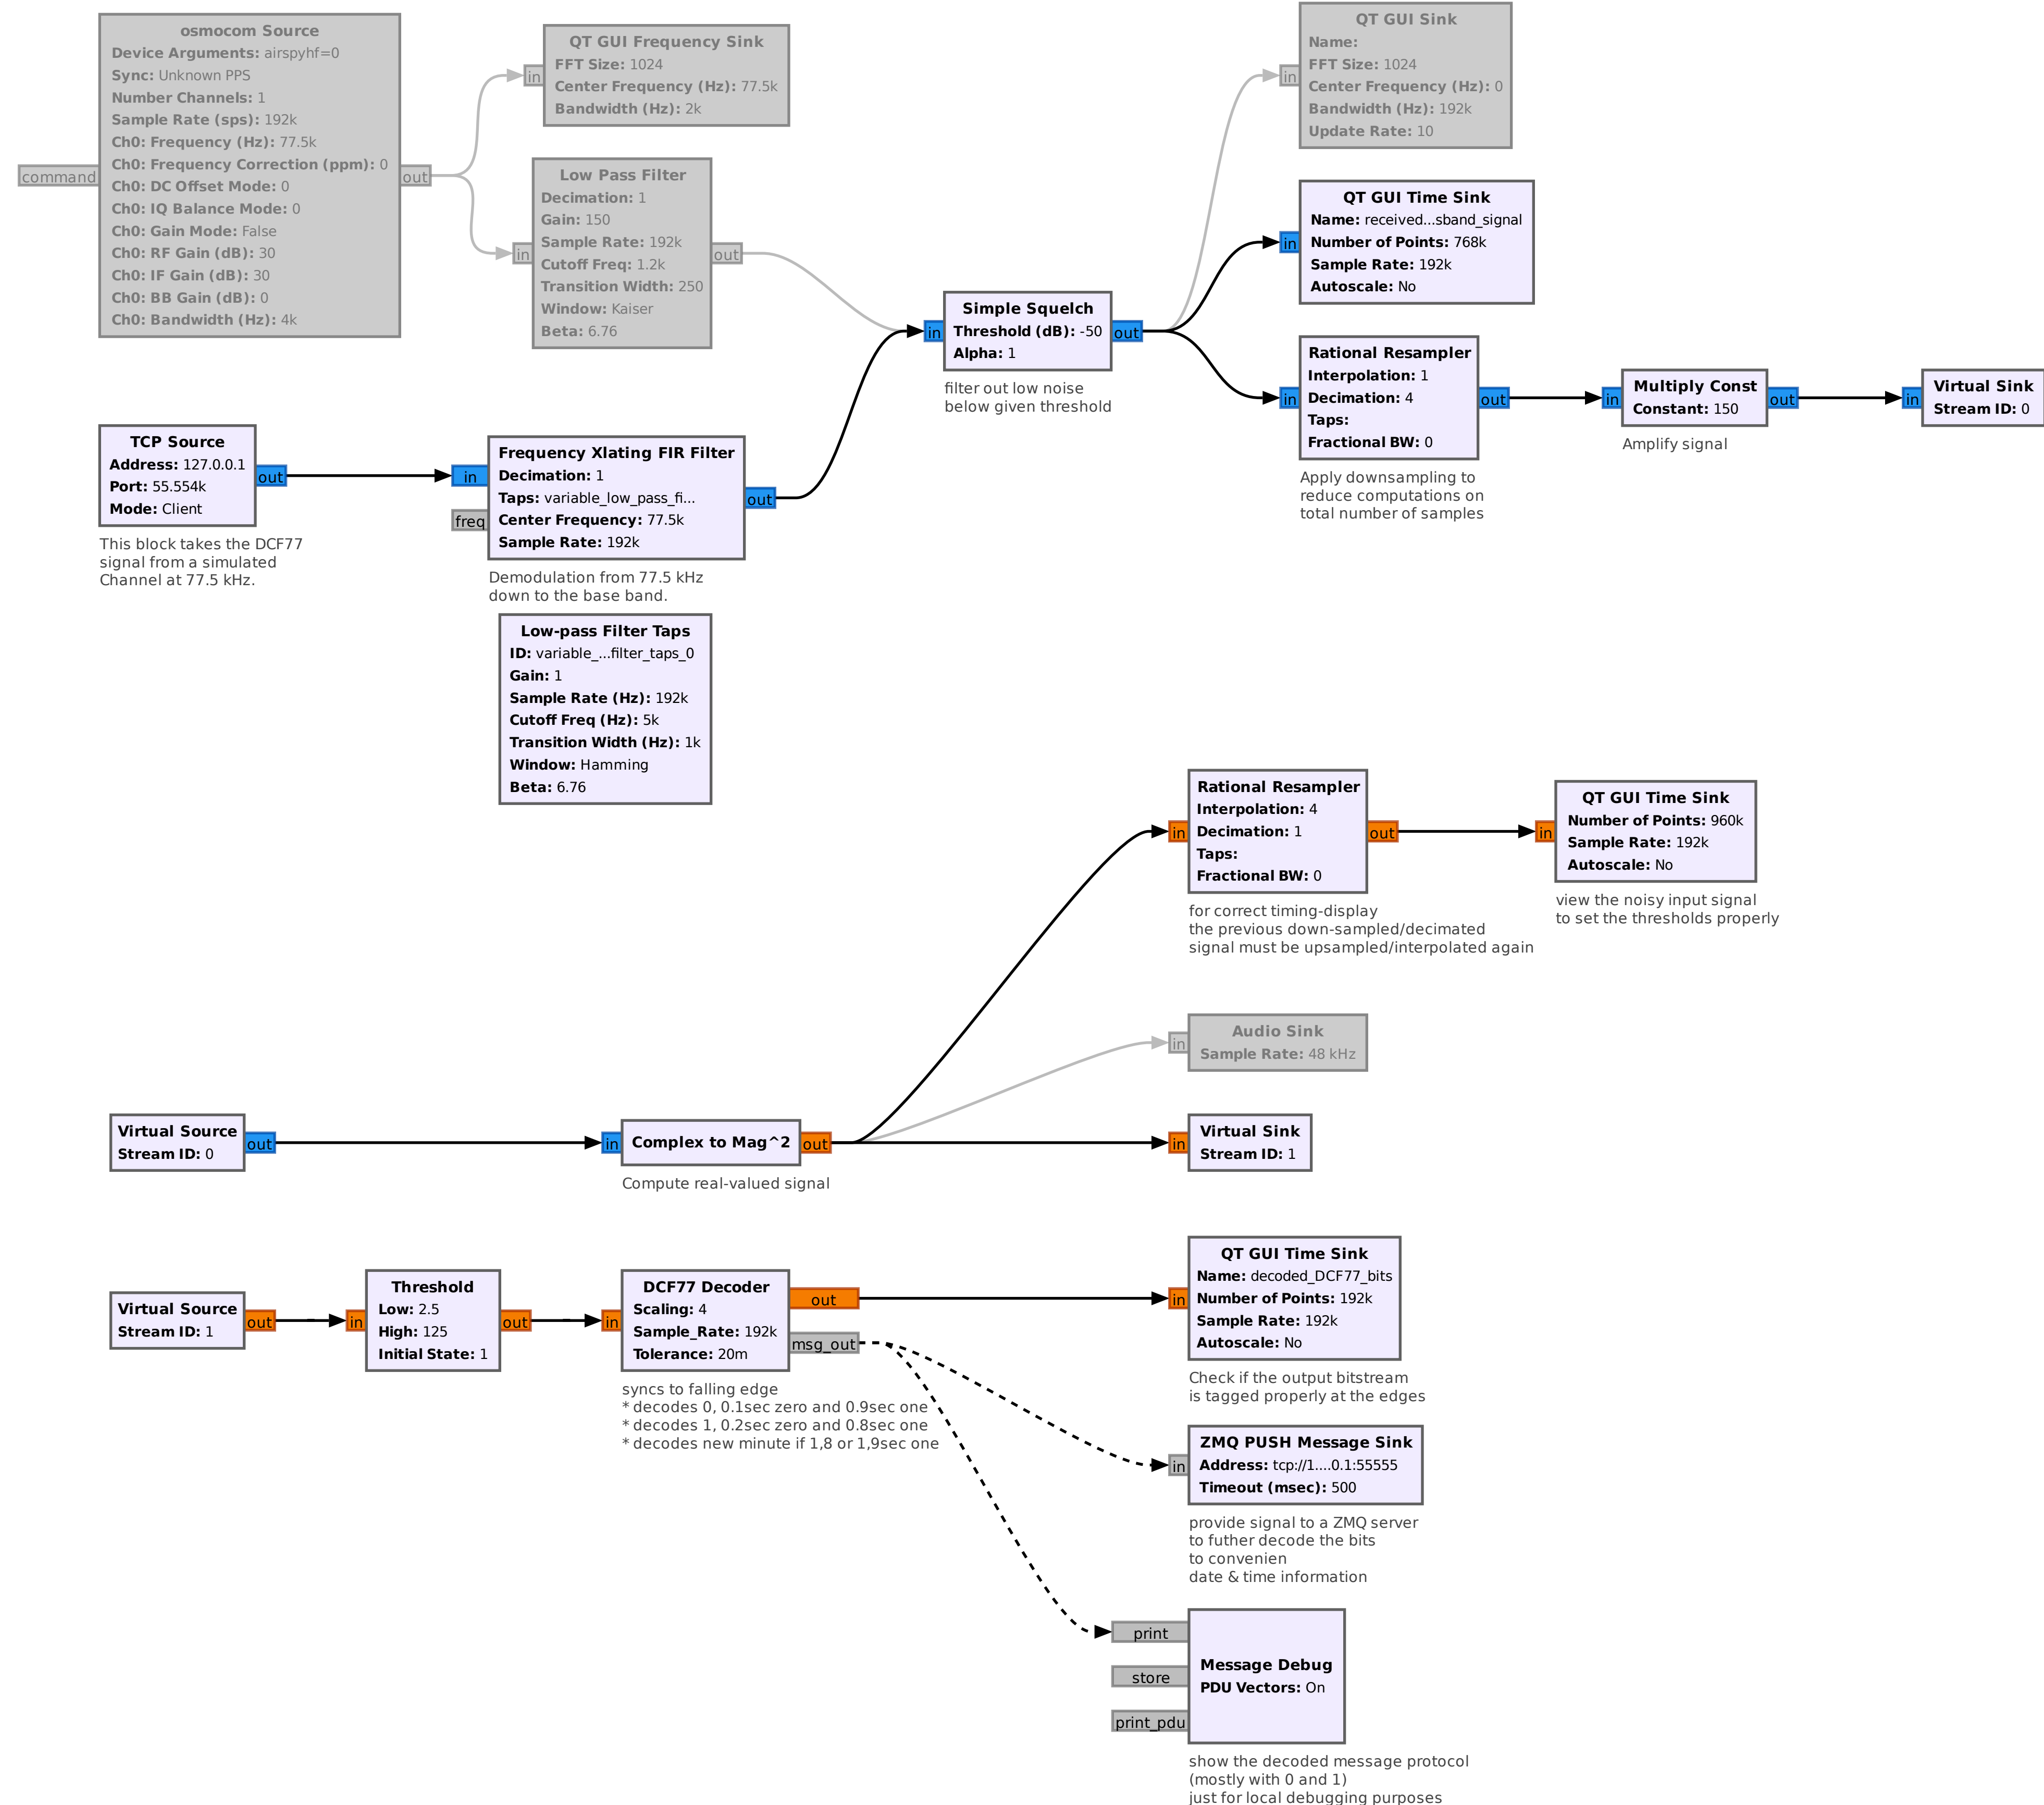 osmocom Source
Device Arguments: airspyhf=0
Sync: Unknown PPS
Number Channels: 1
Sample Rate (sps): 192k
Ch0: Frequency (Hz): 77.5k
Ch0: Frequency Correction (ppm): 0
Ch0: DC Offset Mode: 0
Ch0: IQ Balance Mode: 0
Ch0: Gain Mode: False
Ch0: RF Gain (dB): 30
Ch0: IF Gain (dB): 30
Ch0: BB Gain (dB): 0
Ch0: Bandwidth (Hz): 4k
command
out
in
QT GUI Frequency Sink
FFT Size: 1024
Center Frequency (Hz): 77.5k
Bandwidth (Hz): 2k
in
Low Pass Filter
Decimation: 1
Gain: 150
Sample Rate: 192k
Cutoff Freq: 1.2k
Transition Width: 250
Window: Kaiser
Beta: 6.76
out
in
QT GUI Sink
Name:
FFT Size: 1024
Center Frequency (Hz): 0
Bandwidth (Hz): 192k
Update Rate: 10
in
QT GUI Time Sink
Name: received...sband_signal
Number of Points: 768k
Sample Rate: 192k
Autoscale: No
in
Simple Squelch
Threshold (dB): -50
Alpha: 1
out
filter out low noise
below given threshold
in
Rational Resampler
Interpolation: 1
Decimation: 4
Taps:
Fractional BW: 0
out
Apply downsampling to
reduce computations on
total number of samples
in
Multiply Const
Constant: 150
out
Amplify signal
in
Virtual Sink
Stream ID: 0
TCP Source
Address: 127.0.0.1
Port: 55.554k
Mode: Client
out
This block takes the DCF77
signal from a simulated
Channel at 77.5 kHz.
in
freq
Frequency Xlating FIR Filter
Decimation: 1
Taps: variable_low_pass_fi...
Center Frequency: 77.5k
Sample Rate: 192k
out
Demodulation from 77.5 kHz
down to the base band.
Low-pass Filter Taps
ID: variable_...filter_taps_0
Gain: 1
Sample Rate (Hz): 192k
Cutoff Freq (Hz): 5k
Transition Width (Hz): 1k
Window: Hamming
Beta: 6.76
in
Rational Resampler
Interpolation: 4
Decimation: 1
Taps:
Fractional BW: 0
out
for correct timing-display
the previous down-sampled/decimated
signal must be upsampled/interpolated again
in
QT GUI Time Sink
Number of Points: 960k
Sample Rate: 192k
Autoscale: No
view the noisy input signal
to set the thresholds properly
in
Audio Sink
Sample Rate: 48 kHz
Virtual Source
Stream ID: 0
out
in
Complex to Mag^2
out
Compute real-valued signal
in
Virtual Sink
Stream ID: 1
Virtual Source
Stream ID: 1
out
in
Threshold
Low: 2.5
High: 125
Initial State: 1
out
in
DCF77 Decoder
Scaling: 4
Sample_Rate: 192k
Tolerance: 20m
out
msg_out
syncs to falling edge
* decodes 0, 0.1sec zero and 0.9sec one
* decodes 1, 0.2sec zero and 0.8sec one
* decodes new minute if 1,8 or 1,9sec one
in
QT GUI Time Sink
Name: decoded_DCF77_bits
Number of Points: 192k
Sample Rate: 192k
Autoscale: No
Check if the output bitstream
is tagged properly at the edges
in
ZMQ PUSH Message Sink
Address: tcp://1....0.1:55555
Timeout (msec): 500
provide signal to a ZMQ server
to futher decode the bits
to convenien
date & time information
print
store
print_pdu
Message Debug
PDU Vectors: On
show the decoded message protocol
(mostly with 0 and 1)
just for local debugging purposes